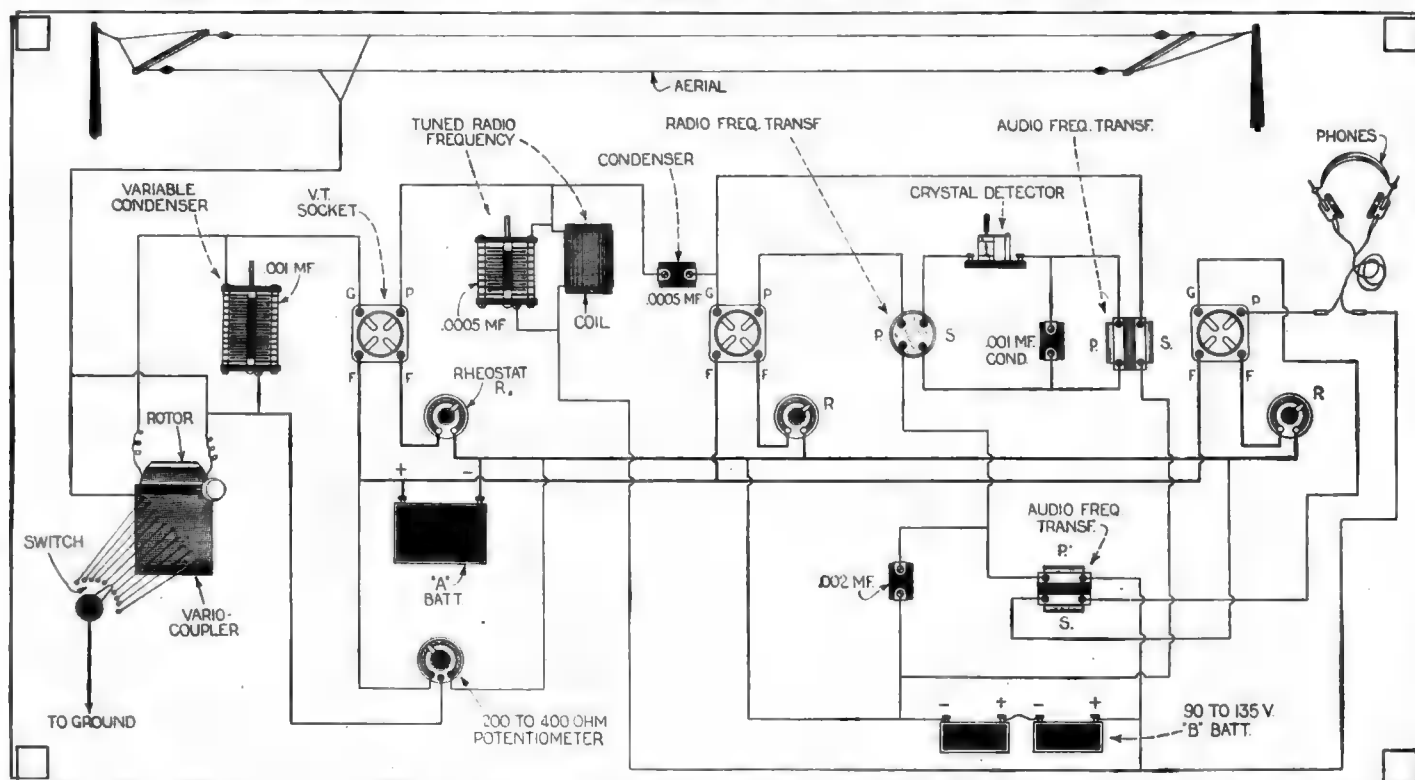 AERIAL
TUNED RADIO
FREQUENCY
RADIO FREQ. TRANSF.
AUDIO FREQ. TRANSF.
PHONES
CONDENSER
VARIABLE
CONDENSER
V.T.
SOCKET
CRYSTAL DETECTOR
.001 MF.
G
P
.0005 MF.
COIL
.0005 MF.
G
P
P.
S
.001 MF.
COND.
P.
S.
G
P
F
F
RHEOSTAT
R.
F
F
R
F
F
R
ROTOR
+
-
SWITCH
"A"
BATT
VARIO-
COUPLER
AUDIO FREQ
TRANSF.
P.
.002 MF.
S.
TO GROUND
200 TO 400 OHM
POTENTIOMETER
-
+
-
+
90 TO 135 V.
"B" BATT.